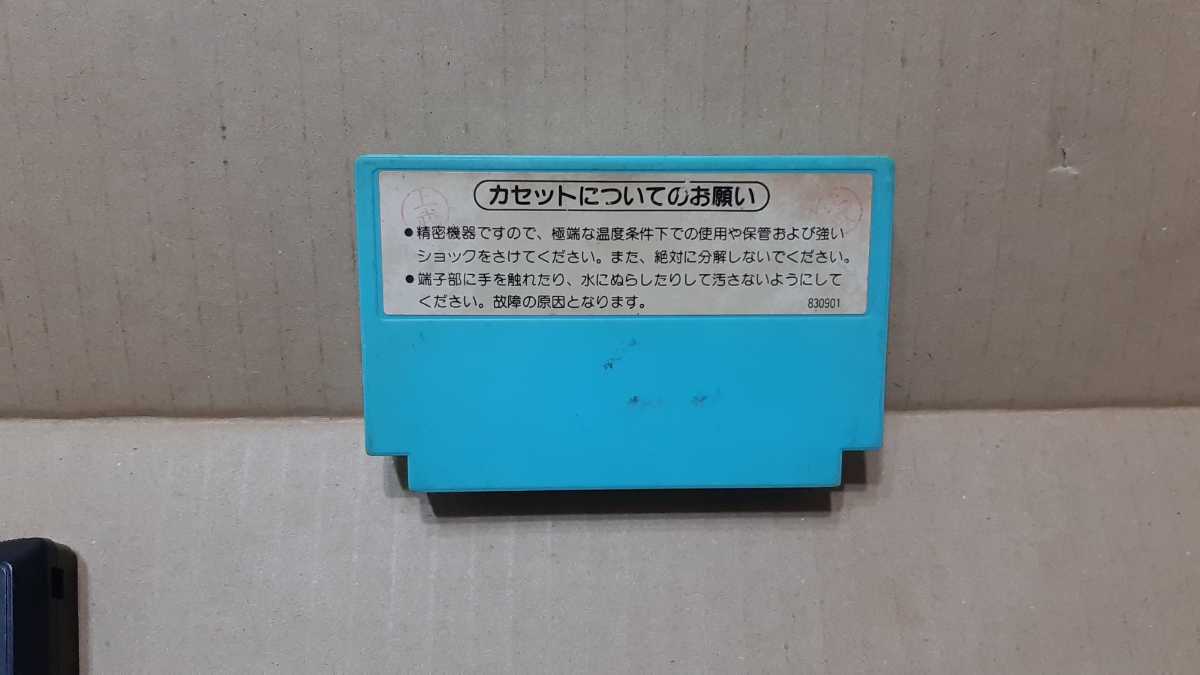 カセットについてのお願い
上
●精密機器ですので、極端な温度条件下での使用や保管および強い
ショックをさけてください。また、絶対に分解しないでください。
●端子部に手を触れたり、水にぬらしたりして汚さないようにして
ください。故障の原因となります。
830901